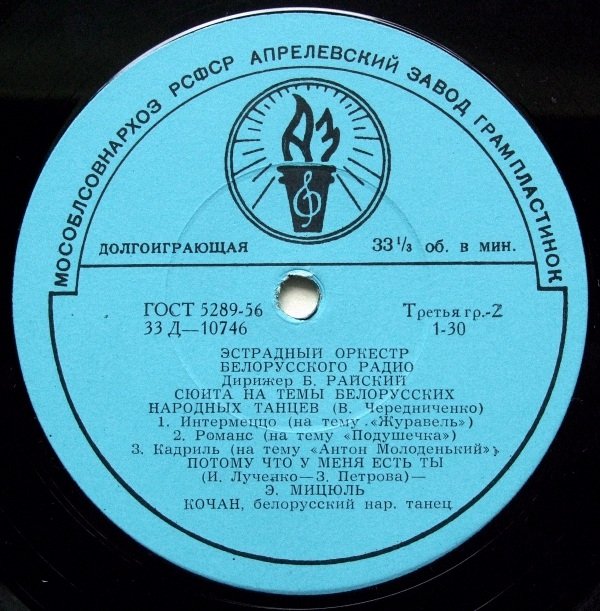 МОСОБЛСОВНАРХОЗ РСФСР АПРЕЛЕВСКИЙ ЗАВОД ГРАМПЛАСТИНОК
АЗ
ДОЛГОИГРАЮЩАЯ 33⅓ об. в мин.
ГОСТ 5289-56 Третья гр.-2
33 Д—10746 1-30
ЭСТРАДНЫЙ ОРКЕСТР
БЕЛОРУССКОГО РАДИО
Дирижер Б. РАЙСКИЙ
СЮИТА НА ТЕМЫ БЕЛОРУССКИХ
НАРОДНЫХ ТАНЦЕВ (В. Чередниченко)
1. Интермеццо (на тему «Журавель»)
2. Романс (на тему «Подушечка»)
3. Кадриль (на тему «Антон Молоденький»)
ПОТОМУ ЧТО У МЕНЯ ЕСТЬ ТЫ
(И. Лученко—З. Петрова)—
Э. МИЦЮЛЬ
КОЧАН, белорусский нар. танец